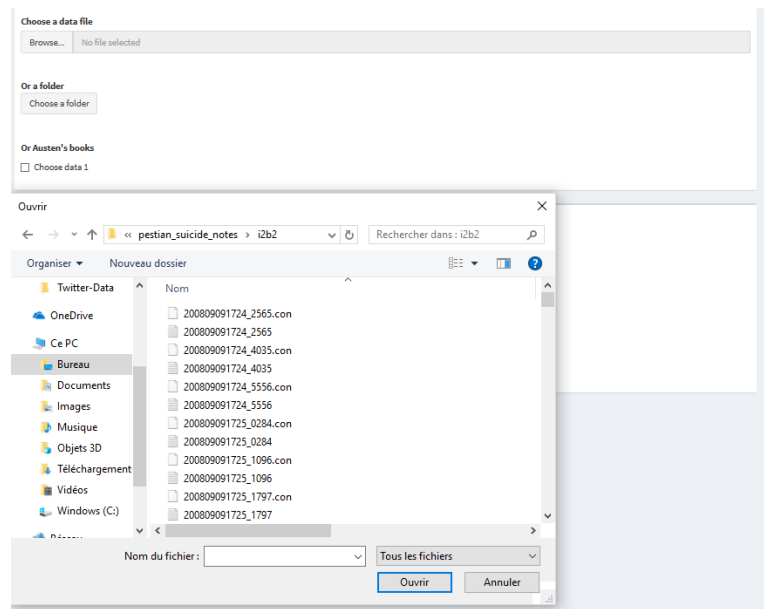 Choose a data file
Browse... No file selected
Or a folder
Choose a folder
Or Austen's books
Choose data 1
Ouvrir
« pestian_suicide_notes › i2b2 Rechercher dans : i2b2
Organiser Nouveau dossier
Twitter-Data Nom
200809091724_2565.con
OneDrive 200809091724_2565
Ce PC 200809091724_4035.con
Bureau 200809091724_4035
Documents 200809091724_5556.con
Images 200809091724_5556
Musique 200809091725_0284.con
Objets 3D 200809091725_0284
Téléchargement 200809091725_1096.con
Vidéos 200809091725_1096
Windows (C:) 200809091725_1797.con
200809091725_1797
Nom du fichier : Tous les fichiers
Ouvrir Annuler